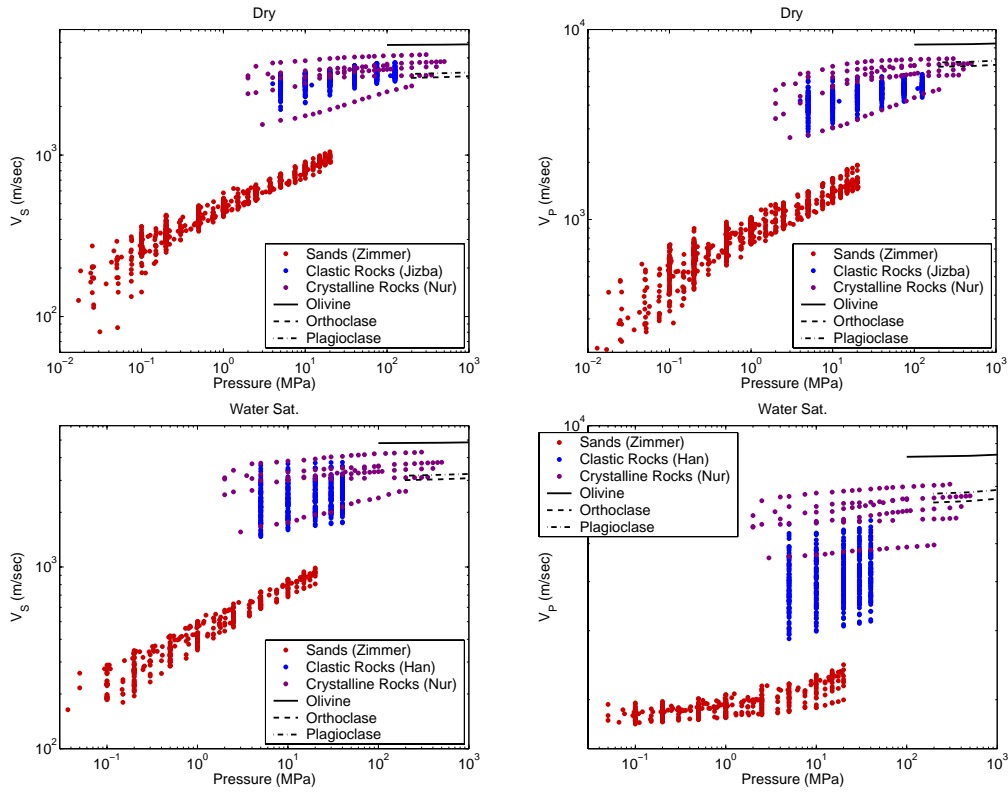 Dry
V_S (m/sec)
10^3
10^2
10^-2 10^-1 10^0 10^1 10^2 10^3
Pressure (MPa)
Sands (Zimmer)
Clastic Rocks (Jizba)
Crystalline Rocks (Nur)
Olivine
Orthoclase
Plagioclase
Dry
V_P (m/sec)
10^4
10^3
10^-2 10^-1 10^0 10^1 10^2 10^3
Pressure (MPa)
Sands (Zimmer)
Clastic Rocks (Jizba)
Crystalline Rocks (Nur)
Olivine
Orthoclase
Plagioclase
Water Sat.
V_S (m/sec)
10^3
10^2
10^-1 10^0 10^1 10^2 10^3
Pressure (MPa)
Sands (Zimmer)
Clastic Rocks (Han)
Crystalline Rocks (Nur)
Olivine
Orthoclase
Plagioclase
Water Sat.
V_P (m/sec)
10^4
10^-1 10^0 10^1 10^2 10^3
Pressure (MPa)
Sands (Zimmer)
Clastic Rocks (Han)
Crystalline Rocks (Nur)
Olivine
Orthoclase
Plagioclase